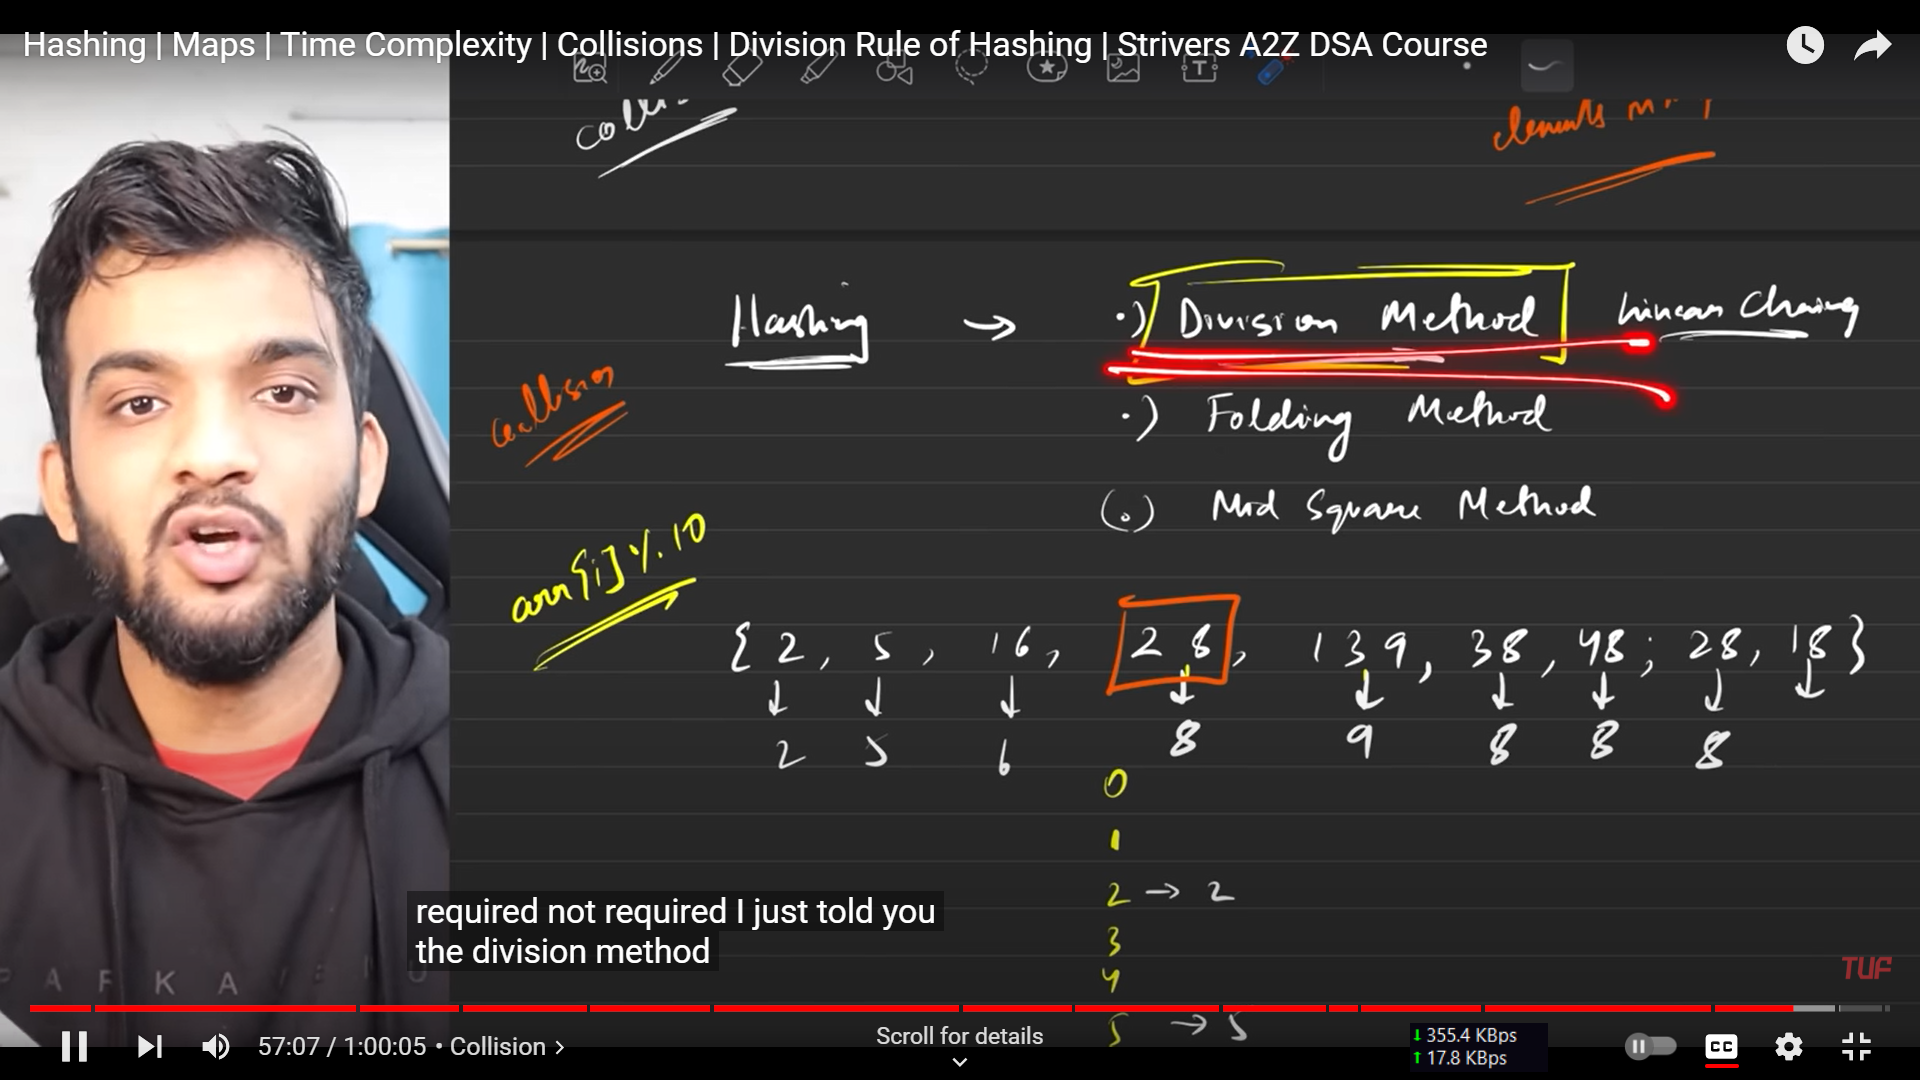 Hashing | Maps | Time Complexity | Collisions | Division Rule of Hashing | Strivers A2Z DSA Course
elements
Hashing → •) Division Method Linear Chaining
collision
•) Folding Method
(•) Mid Square Method
arr[i] % 10
{ 2, 5, 16, 28, 139, 38, 48, 28, 18 }
2 5 6 8 9 8 8 8
0
1
2 → 2
3
4
5 → 5
required not required I just told you
the division method
TUF
57:07 / 1:00:05 • Collision
Scroll for details
355.4 KBps
17.8 KBps
CC